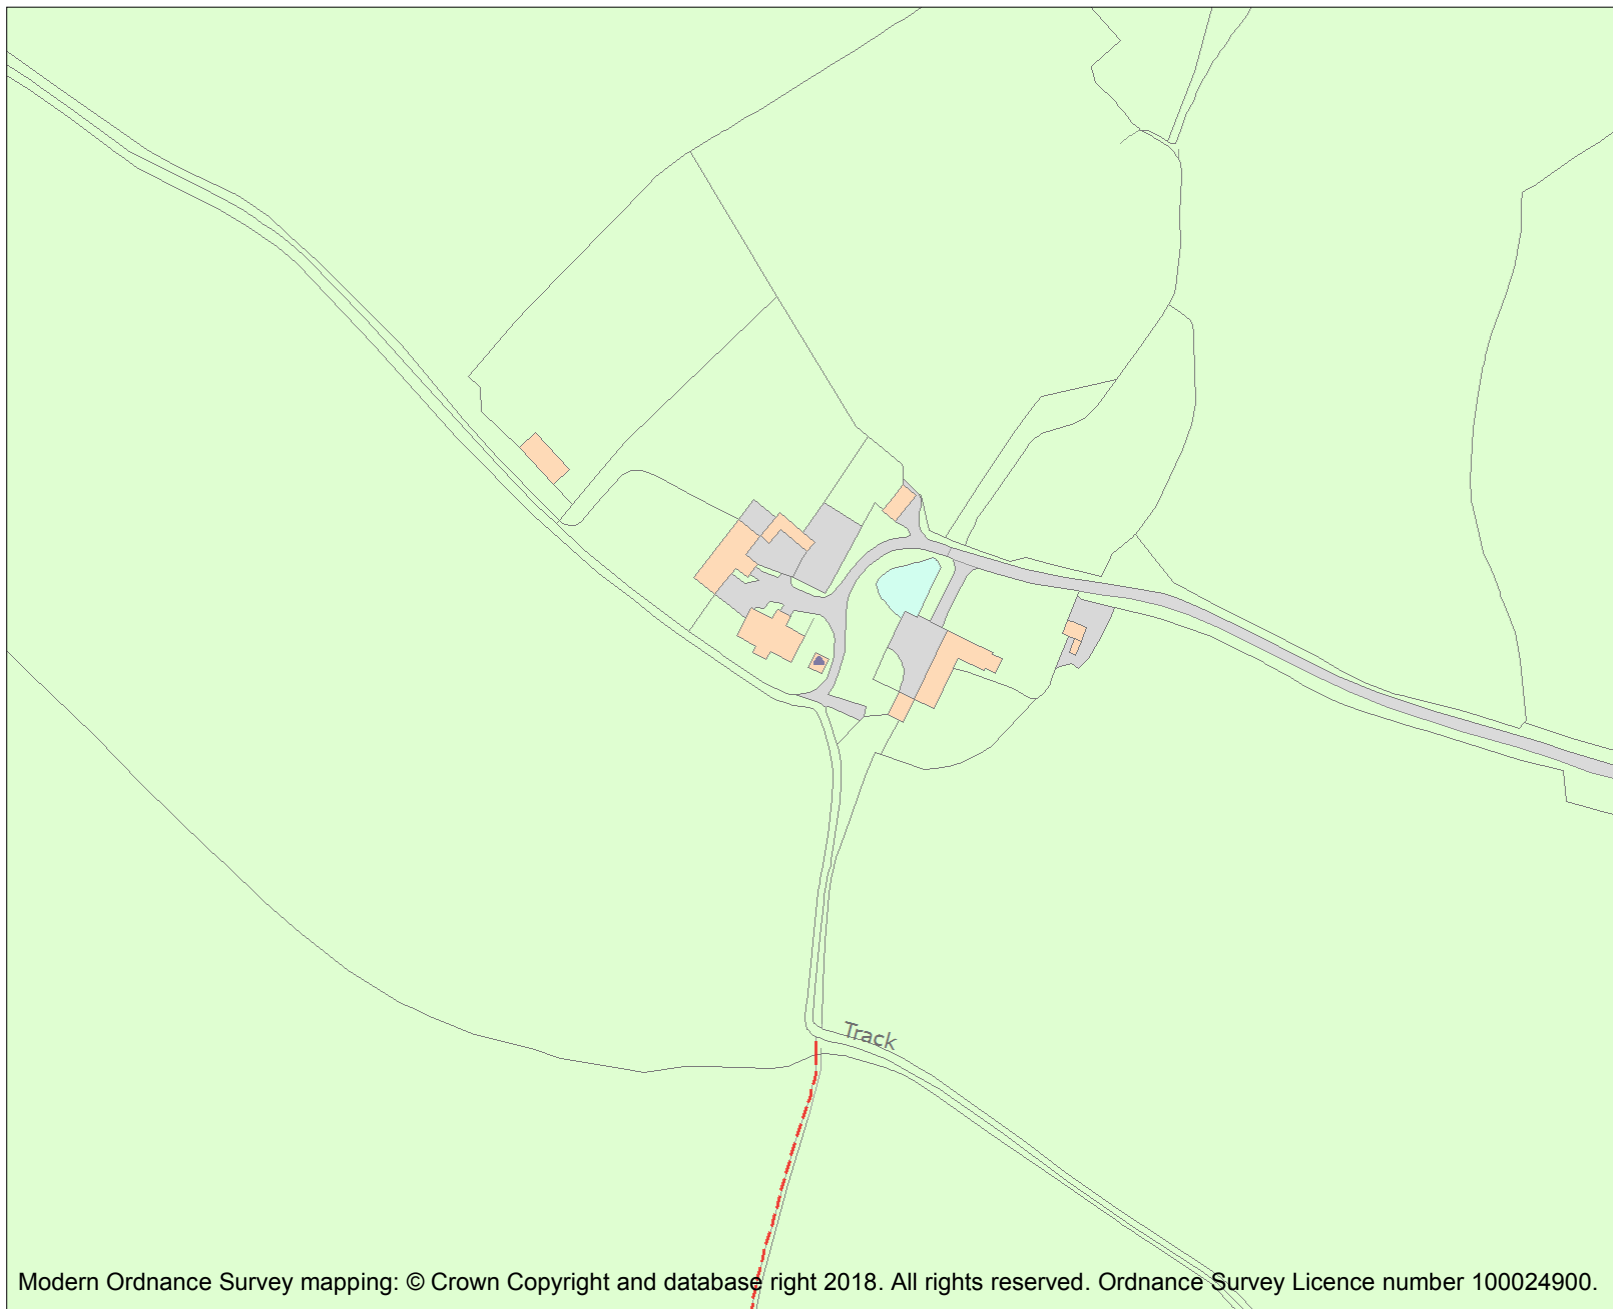 Track
Modern Ordnance Survey mapping: © Crown Copyright and database right 2018. All rights reserved. Ordnance Survey Licence number 100024900.